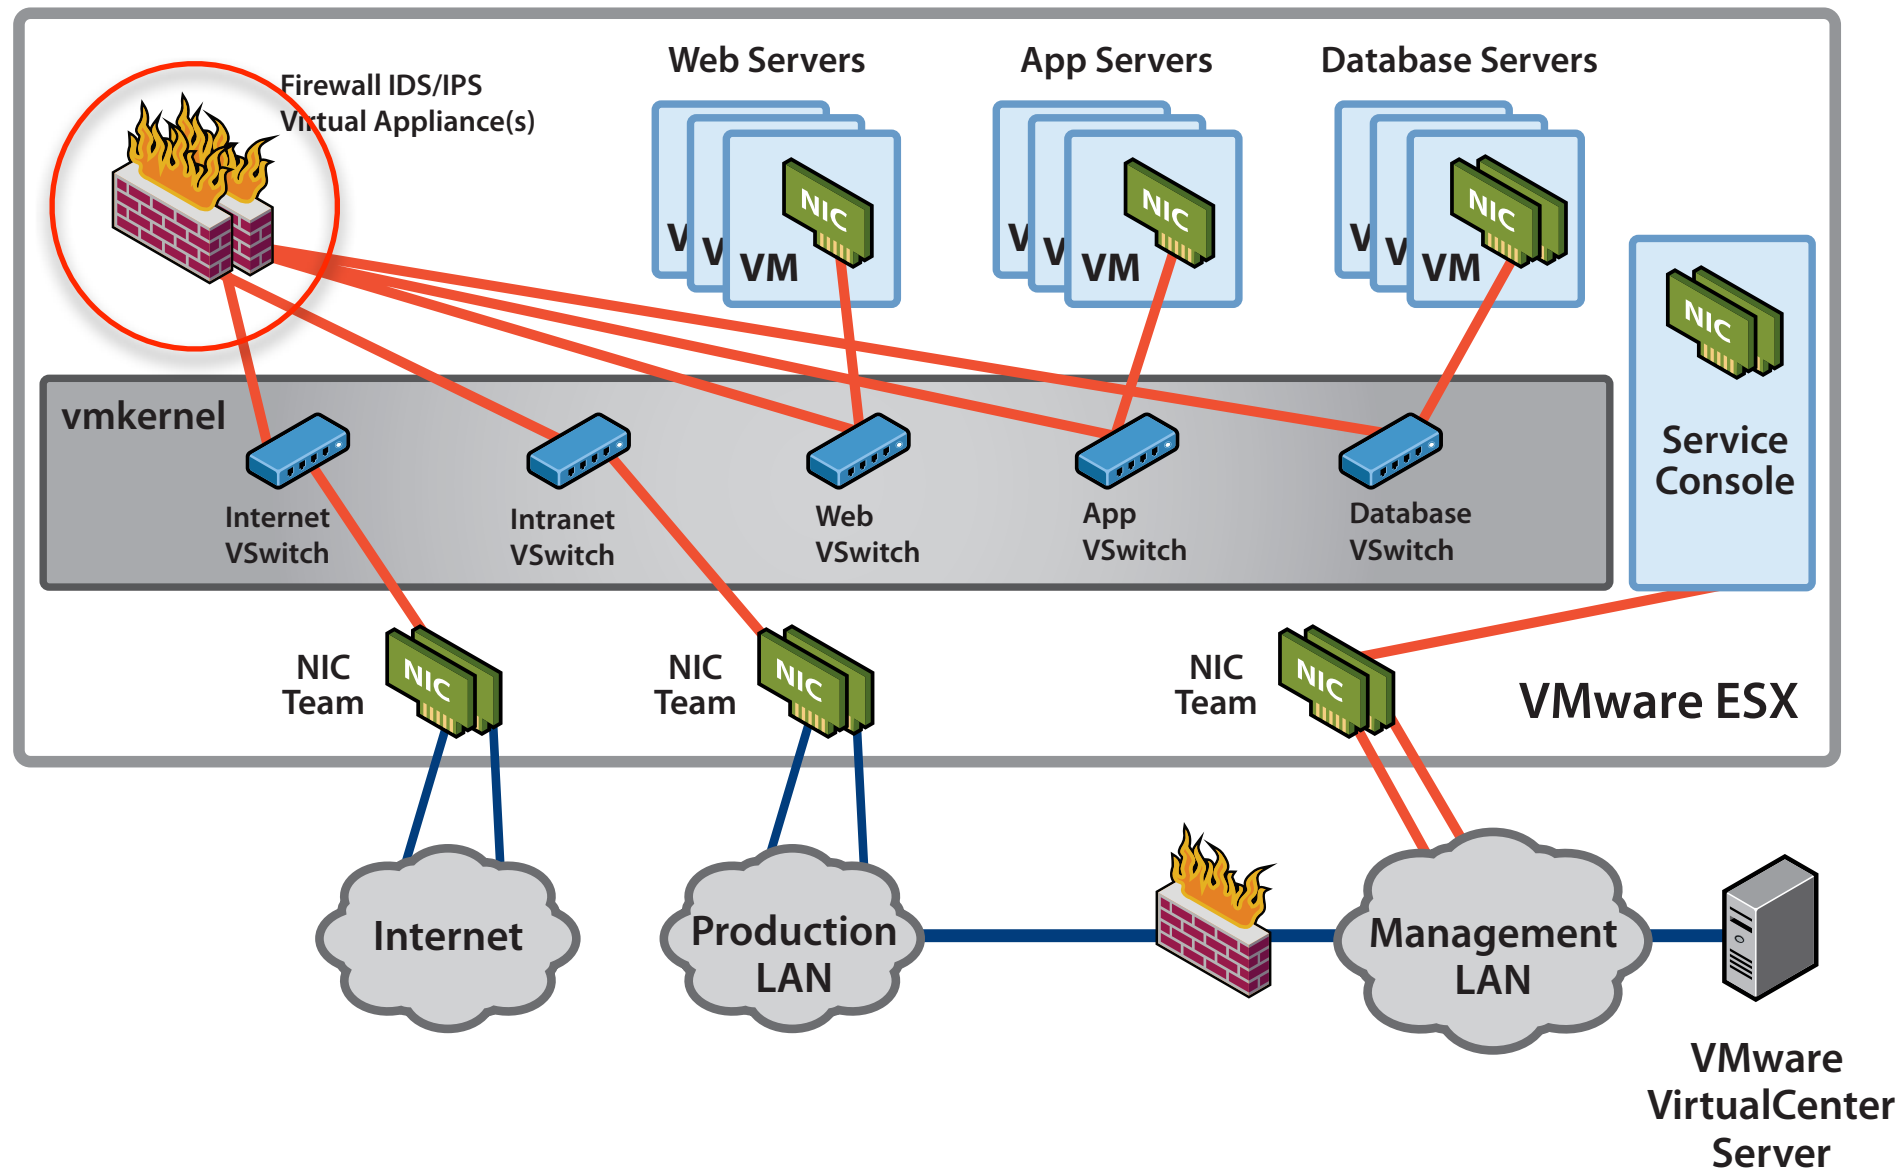 Firewall IDS/IPS
Virtual Appliance(s)
Web Servers
App Servers
Database Servers
NIC
V
V
VM
NIC
V
V
VM
NIC
V
V
VM
NIC
Service
Console
vmkernel
Internet
VSwitch
Intranet
VSwitch
Web
VSwitch
App
VSwitch
Database
VSwitch
NIC
Team
NIC
NIC
Team
NIC
NIC
Team
NIC
VMware ESX
Internet
Production
LAN
Management
LAN
VMware
VirtualCenter
Server